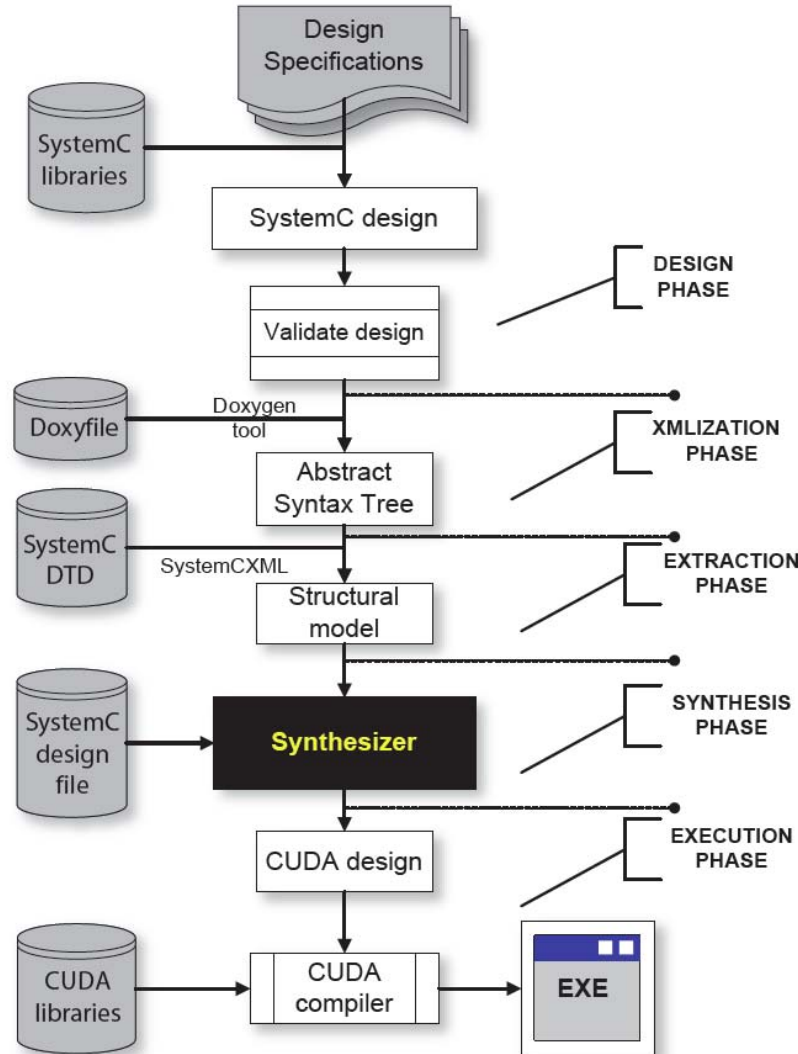 Design
Specifications
SystemC
libraries
SystemC design
DESIGN
PHASE
Validate design
Doxyfile
Doxygen
tool
XMLIZATION
PHASE
Abstract
Syntax Tree
SystemC
DTD
SystemCXML
EXTRACTION
PHASE
Structural
model
SystemC
design
file
Synthesizer
SYNTHESIS
PHASE
CUDA design
EXECUTION
PHASE
CUDA
libraries
CUDA
compiler
EXE